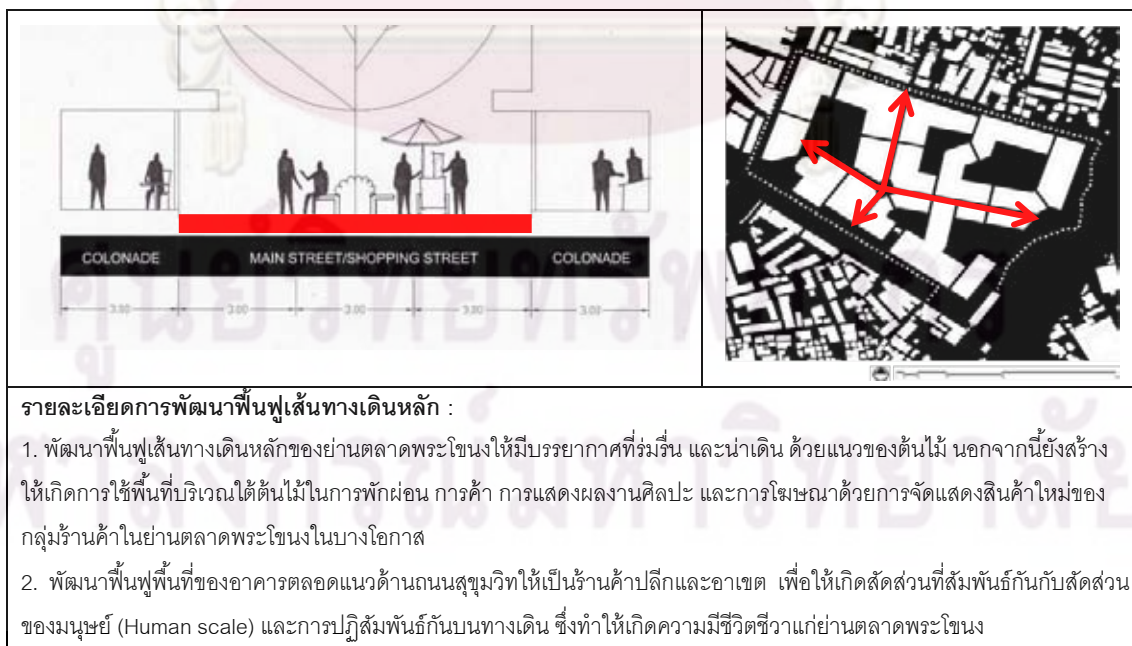 COLONADE MAIN STREET/SHOPPING STREET COLONADE
3.00 3.00 3.00 3.00 3.00
รายละเอียดการพัฒนาฟื้นฟูเส้นทางเดินหลัก :
1. พัฒนาฟื้นฟูเส้นทางเดินหลักของย่านตลาดพระโขนงให้มีบรรยากาศที่ร่มรื่น และน่าเดิน ด้วยแนวของต้นไม้ นอกจากนี้ยังสร้าง
ให้เกิดการใช้พื้นที่บริเวณใต้ต้นไม้ในการพักผ่อน การค้า การแสดงผลงานศิลปะ และการโฆษณาด้วยการจัดแสดงสินค้าใหม่ของ
กลุ่มร้านค้าในย่านตลาดพระโขนงในบางโอกาส
2. พัฒนาฟื้นฟูพื้นที่ของอาคารตลอดแนวด้านถนนสุขุมวิทให้เป็นร้านค้าปลีกและอาเขต เพื่อให้เกิดสัดส่วนที่สัมพันธ์กันกับสัดส่วน
ของมนุษย์ (Human scale) และการปฏิสัมพันธ์กันบนทางเดิน ซึ่งทำให้เกิดความมีชีวิตชีวาแก่ย่านตลาดพระโขนง